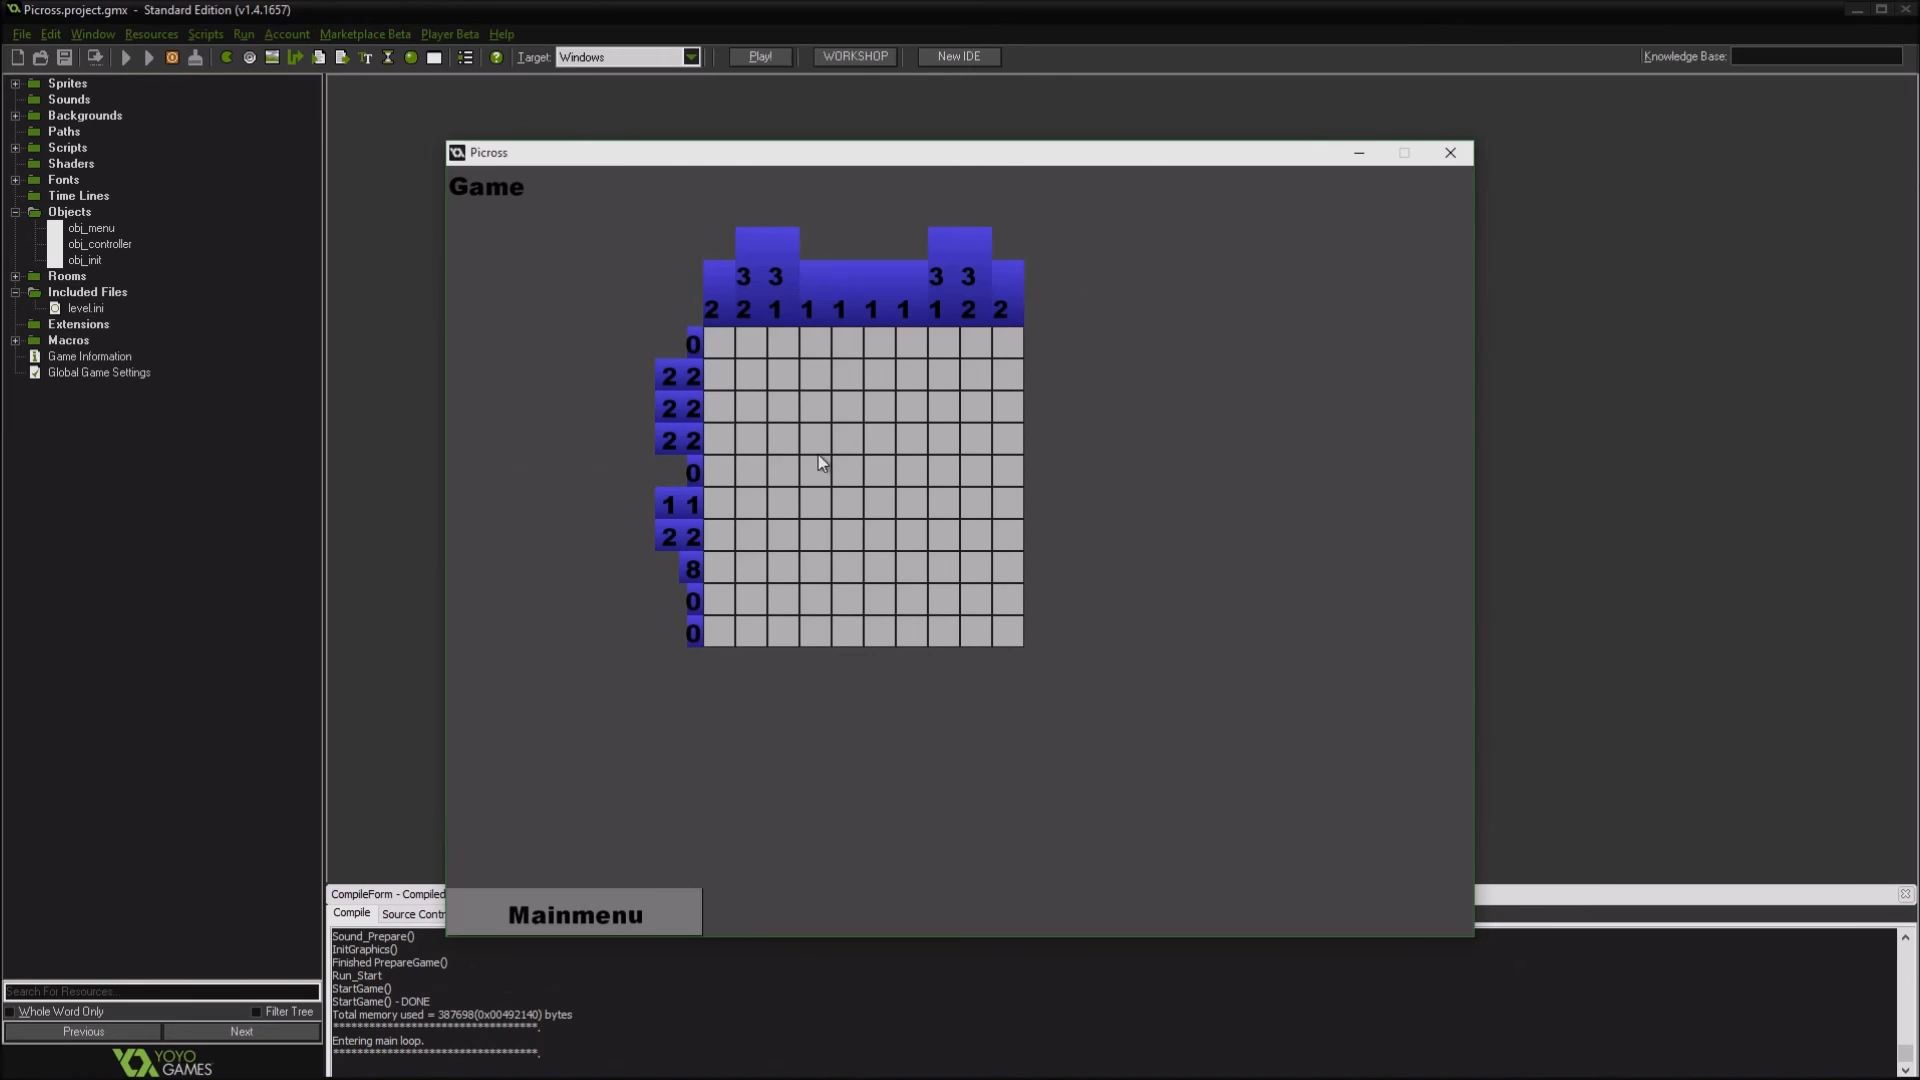 Picross.project.gmx - Standard Edition (v1.4.1657)
File Edit Window Resources Scripts Run Account Marketplace Beta Player Beta Help
Target: Windows Play! WORKSHOP New IDE Knowledge Base:
Sprites
Sounds
Backgrounds
Paths
Scripts
Shaders
Fonts
Time Lines
Objects
obj_menu
obj_controller
obj_init
Rooms
Included Files
level.ini
Extensions
Macros
Game Information
Global Game Settings
Search For Resources...
Whole Word Only Filter Tree
Previous Next
YOYO
GAMES
Picross
Game
3 3 3 3
2 2 1 1 1 1 1 1 2 2
0
2 2
2 2
2 2
0
1 1
2 2
8
0
0
Mainmenu
CompileForm - Compiled
Compile Source Contr
Sound_Prepare()
InitGraphics()
Finished PrepareGame()
Run_Start
StartGame()
StartGame() - DONE
Total memory used = 387698(0x00492140) bytes
**********************************.
Entering main loop.
**********************************.